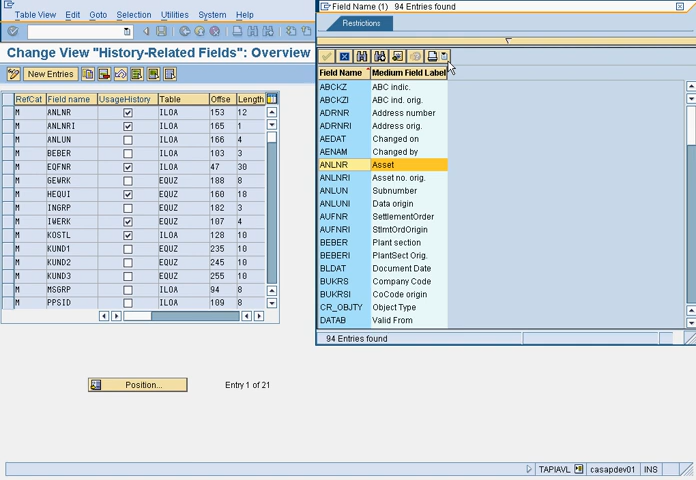 Table View Edit Goto Selection Utilities System Help
Change View "History-Related Fields": Overview
New Entries
RefCat Field name UsageHistory Table Offse Length
M ANLNR ILOA 153 12
M ANLNRI ILOA 165 1
M ANLUN ILOA 166 4
M BEBER ILOA 103 3
M EQFNR ILOA 47 30
M GEWRK EQUZ 188 8
M HEQUI EQUZ 160 18
M INGRP EQUZ 182 3
M IWERK EQUZ 107 4
M KOSTL ILOA 128 10
M KUND1 EQUZ 235 10
M KUND2 EQUZ 245 10
M KUND3 EQUZ 255 10
M MSGRP ILOA 94 8
M PPSID ILOA 109 8
Position... Entry 1 of 21
Field Name (1) 94 Entries found
Restrictions
Field Name Medium Field Label
ABCKZ ABC indic.
ABCKZI ABC ind. orig.
ADRNR Address number
ADRNRI Address orig.
AEDAT Changed on
AENAM Changed by
ANLNR Asset
ANLNRI Asset no. orig.
ANLUN Subnumber
ANLUNI Data origin
AUFNR SettlementOrder
AUFNRI StlmtOrdOrigin
BEBER Plant section
BEBERI PlantSect Orig.
BLDAT Document Date
BUKRS Company Code
BUKRSI CoCode origin
CR_OBJTY Object Type
DATAB Valid From
94 Entries found
TAPIAVL casapdev01 INS